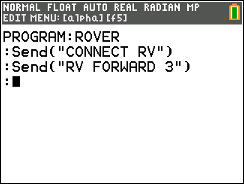 NORMAL FLOAT AUTO REAL RADIAN MP
EDIT MENU:[alpha][f5]
PROGRAM:ROVER
:Send("CONNECT RV")
:Send("RV FORWARD 3")
: